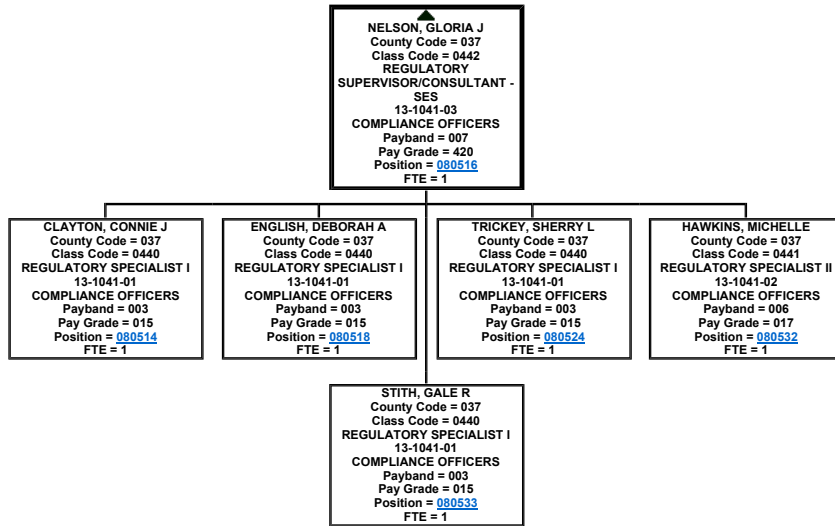 NELSON, GLORIA J
County Code = 037
Class Code = 0442
REGULATORY
SUPERVISOR/CONSULTANT -
SES
13-1041-03
COMPLIANCE OFFICERS
Payband = 007
Pay Grade = 420
Position = 080516
FTE = 1
CLAYTON, CONNIE J
County Code = 037
Class Code = 0440
REGULATORY SPECIALIST I
13-1041-01
COMPLIANCE OFFICERS
Payband = 003
Pay Grade = 015
Position = 080514
FTE = 1
ENGLISH, DEBORAH A
County Code = 037
Class Code = 0440
REGULATORY SPECIALIST I
13-1041-01
COMPLIANCE OFFICERS
Payband = 003
Pay Grade = 015
Position = 080518
FTE = 1
TRICKEY, SHERRY L
County Code = 037
Class Code = 0440
REGULATORY SPECIALIST I
13-1041-01
COMPLIANCE OFFICERS
Payband = 003
Pay Grade = 015
Position = 080524
FTE = 1
HAWKINS, MICHELLE
County Code = 037
Class Code = 0441
REGULATORY SPECIALIST II
13-1041-02
COMPLIANCE OFFICERS
Payband = 006
Pay Grade = 017
Position = 080532
FTE = 1
STITH, GALE R
County Code = 037
Class Code = 0440
REGULATORY SPECIALIST I
13-1041-01
COMPLIANCE OFFICERS
Payband = 003
Pay Grade = 015
Position = 080533
FTE = 1